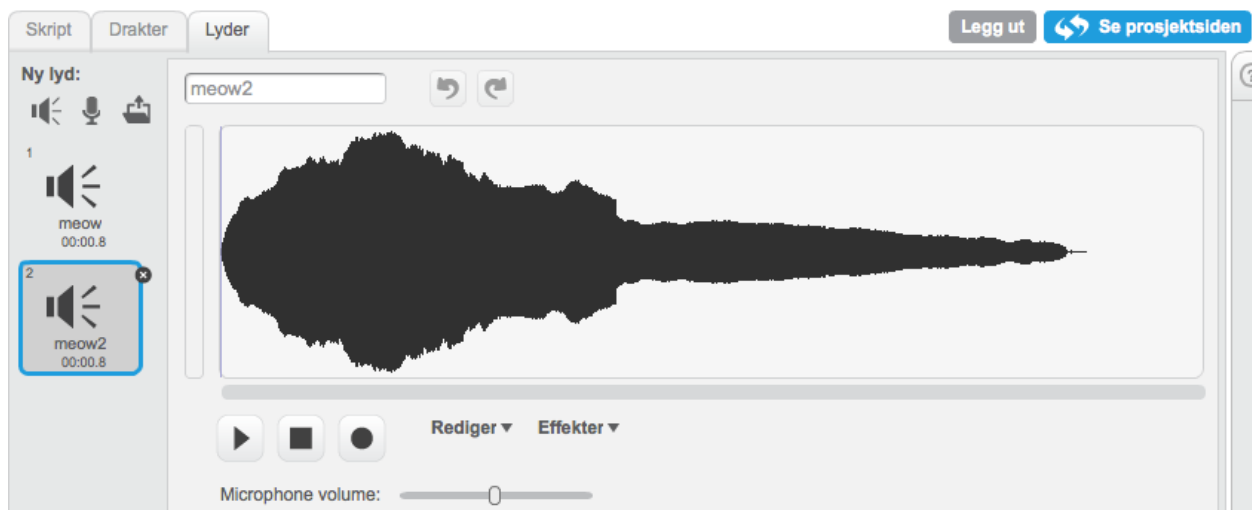 Skript Drakter Lyder Legg ut Se prosjektsiden
Ny lyd:
meow2
1
meow
00:00.8
2
meow2
00:00.8
Rediger Effekter
Microphone volume: